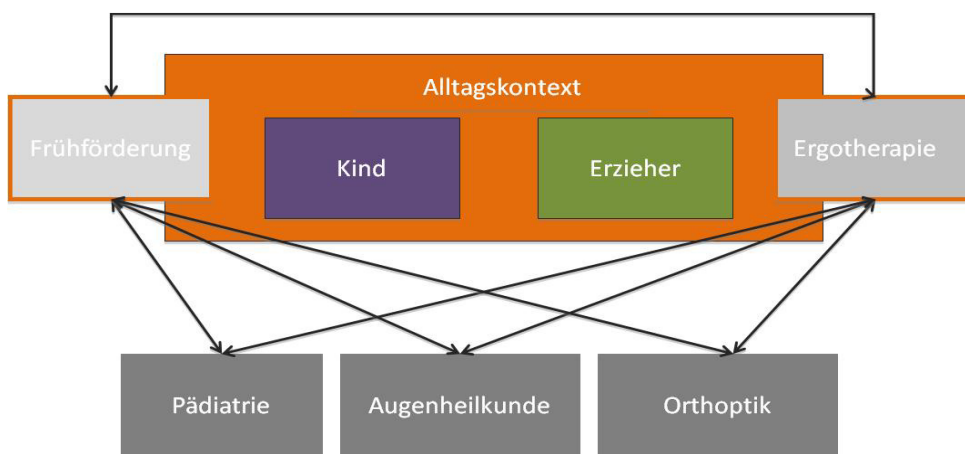 Alltagskontext
Frühförderung
Kind
Erzieher
Ergotherapie
Pädiatrie
Augenheilkunde
Orthoptik